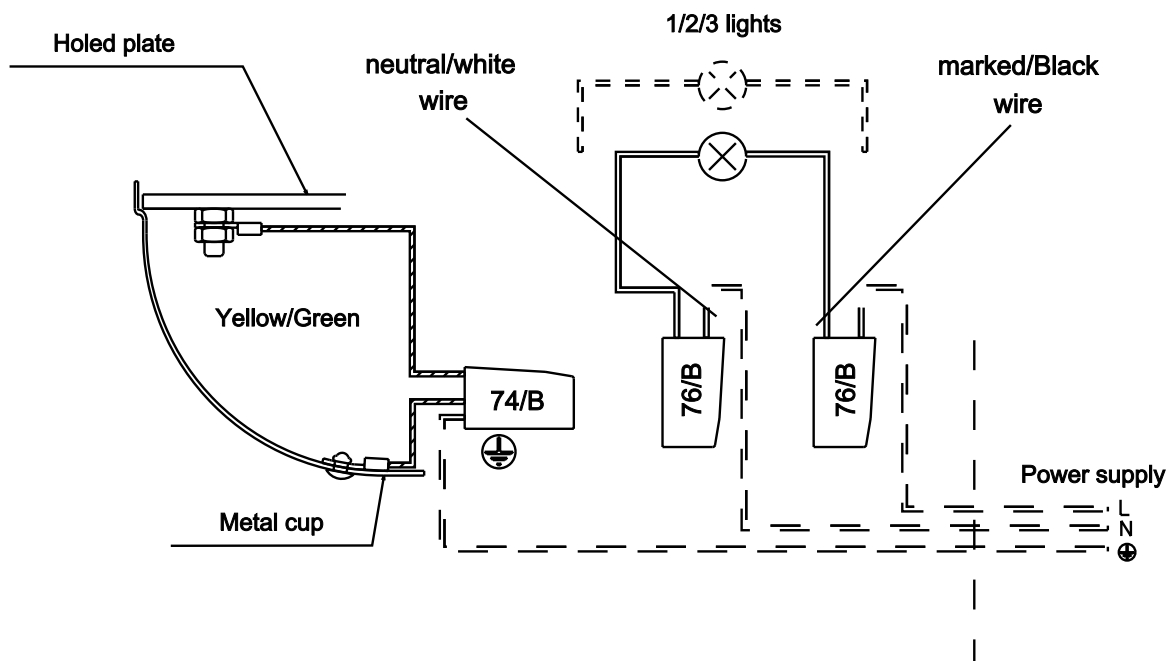 1/2/3 lights
Holed plate
neutral/white
wire
marked/Black
wire
Yellow/Green
74/B
76/B
76/B
Power supply
L
N
Metal cup